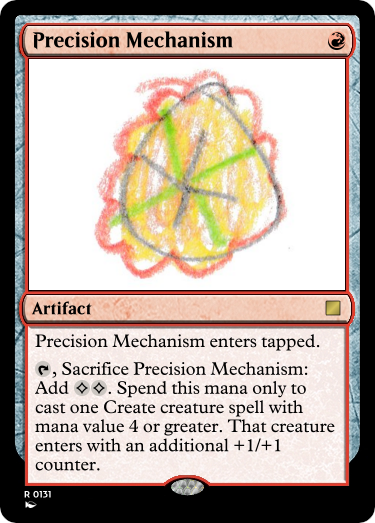 Precision Mechanism
Artifact
Precision Mechanism enters tapped.
, Sacrifice Precision Mechanism:
Add . Spend this mana only to
cast one Create creature spell with
mana value 4 or greater. That creature
enters with an additional +1/+1
counter.
R 0131